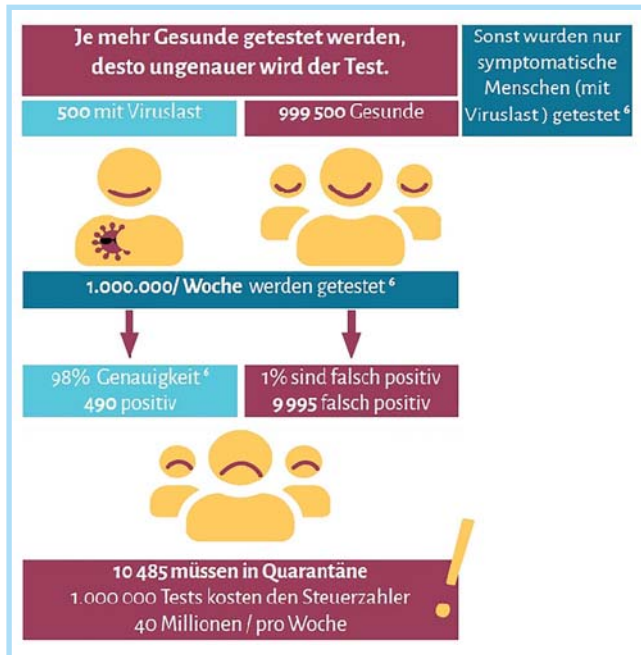 Je mehr Gesunde getestet werden,
desto ungenauer wird der Test.
Sonst wurden nur
symptomatische
Menschen (mit
Viruslast ) getestet ⁶
500 mit Viruslast
999 500 Gesunde
1.000.000/ Woche werden getestet ⁶
98% Genauigkeit ⁶
490 positiv
1% sind falsch positiv
9 995 falsch positiv
10 485 müssen in Quarantäne
1.000 000 Tests kosten den Steuerzahler
40 Millionen / pro Woche
!